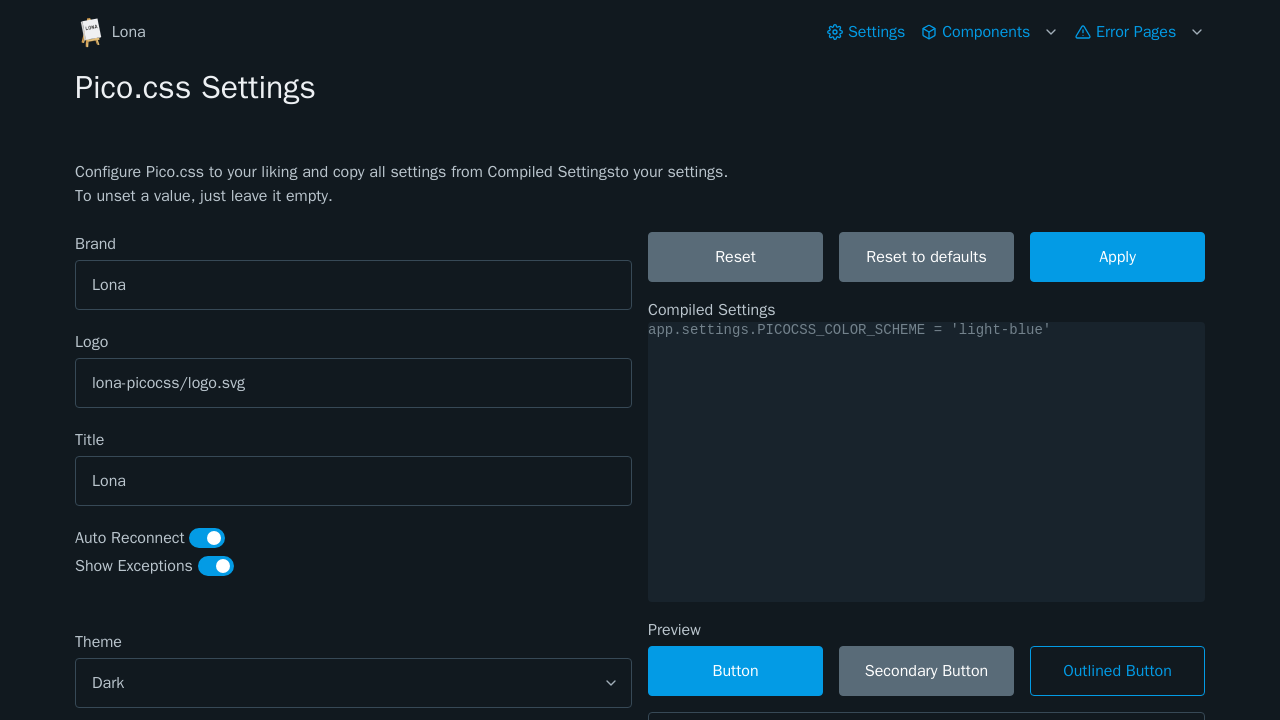 LONA
Lona
Settings
Components
Error Pages
Pico.css Settings
Configure Pico.css to your liking and copy all settings from Compiled Settingsto your settings.
To unset a value, just leave it empty.
Brand
Lona
Logo
lona-picocss/logo.svg
Title
Lona
Auto Reconnect
Show Exceptions
Theme
Dark
Reset
Reset to defaults
Apply
Compiled Settings
app.settings.PICOCSS_COLOR_SCHEME = 'light-blue'
Preview
Button
Secondary Button
Outlined Button